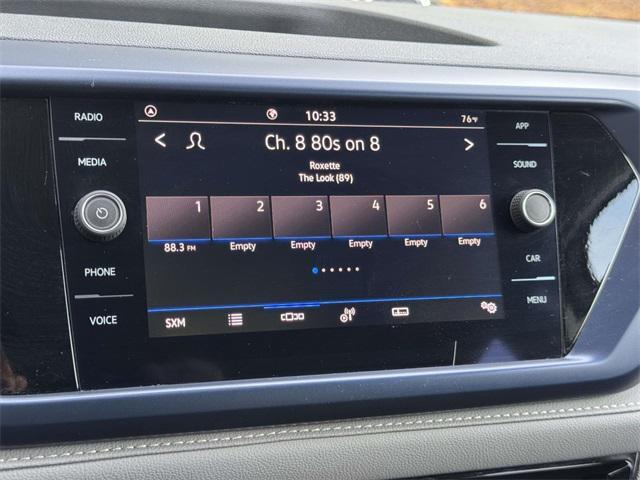 RADIO
MEDIA
PHONE
VOICE
10:33
76°F
Ch. 8 80s on 8
Roxette
The Look (89)
1 2 3 4 5 6
88.3 FM Empty Empty Empty Empty Empty
SXM
APP
SOUND
CAR
MENU